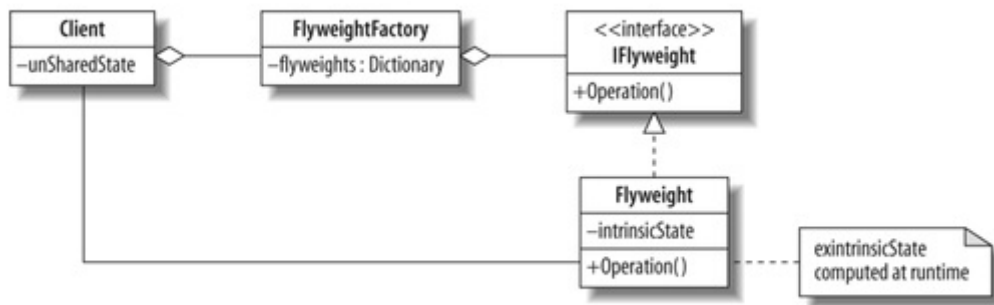 Client
–unSharedState
FlyweightFactory
–flyweights : Dictionary
<<interface>>
IFlyweight
+Operation()
Flyweight
–intrinsicState
+Operation()
exintrinsicState
computed at runtime